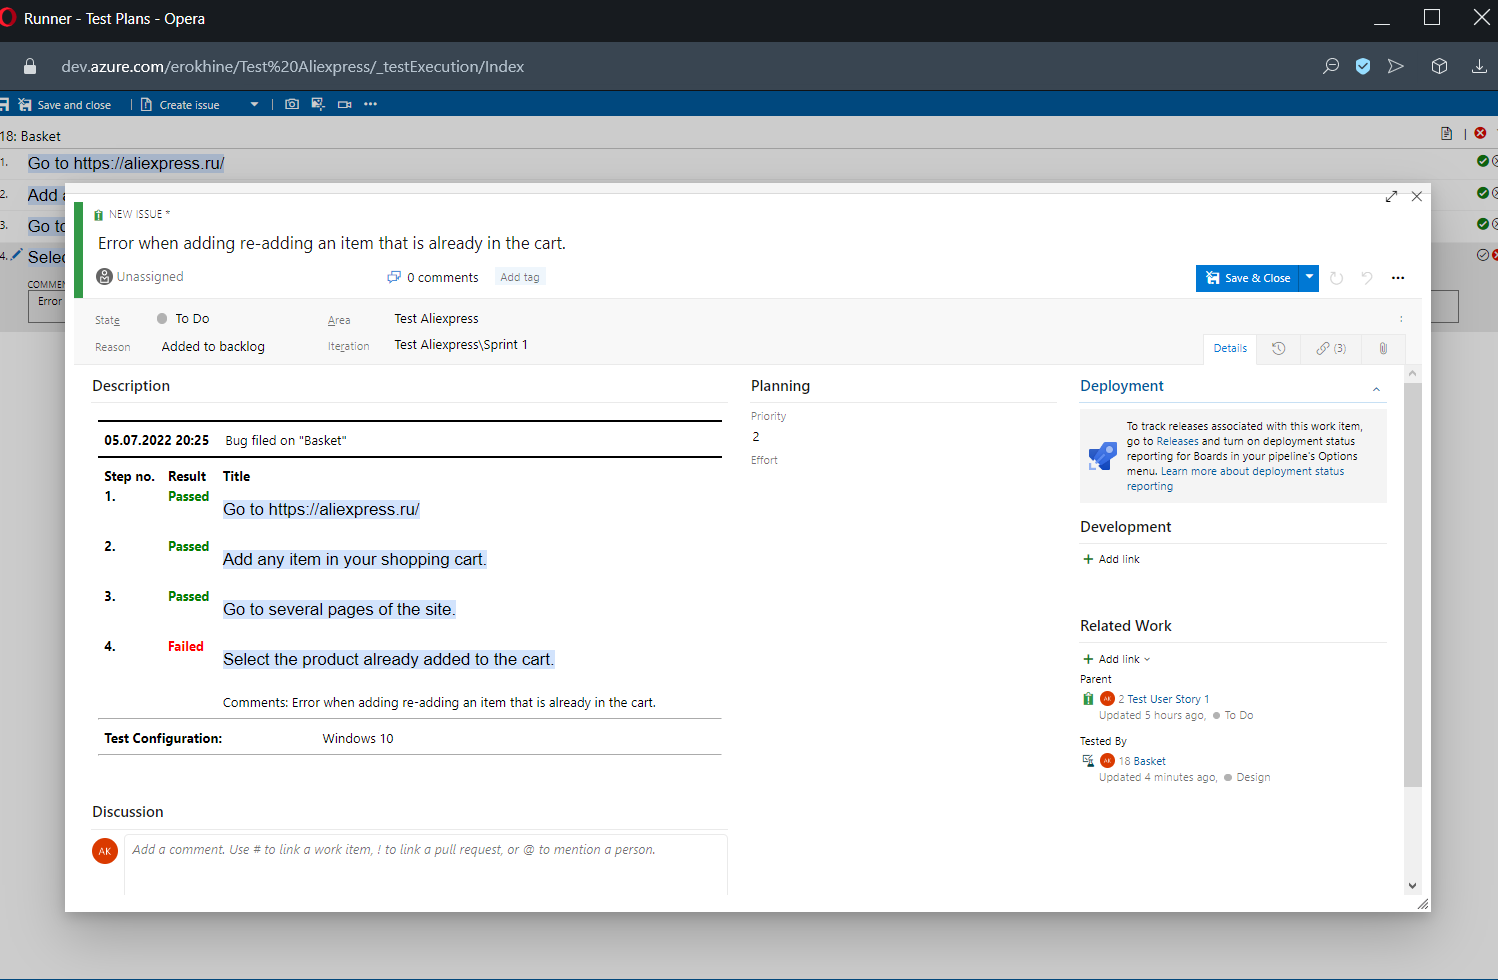 Runner - Test Plans - Opera
dev.azure.com/erokhine/Test%20Aliexpress/_testExecution/Index
Save and close
Create issue
18: Basket
1. Go to https://aliexpress.ru/
2. Add
3. Go to
4. Selec
COMMEN
Error
NEW ISSUE *
Error when adding re-adding an item that is already in the cart.
Unassigned
0 comments
Add tag
Save & Close
State
To Do
Area
Test Aliexpress
Reason
Added to backlog
Iteration
Test Aliexpress\Sprint 1
Details
(3)
Description
05.07.2022 20:25 Bug filed on "Basket"
Step no. Result Title
1. Passed
Go to https://aliexpress.ru/
2. Passed
Add any item in your shopping cart.
3. Passed
Go to several pages of the site.
4. Failed
Select the product already added to the cart.
Comments: Error when adding re-adding an item that is already in the cart.
Test Configuration: Windows 10
Discussion
AK
Add a comment. Use # to link a work item, ! to link a pull request, or @ to mention a person.
Planning
Priority
2
Effort
Deployment
To track releases associated with this work item,
go to Releases and turn on deployment status
reporting for Boards in your pipeline's Options
menu. Learn more about deployment status
reporting
Development
+ Add link
Related Work
+ Add link
Parent
AK 2 Test User Story 1
Updated 5 hours ago, To Do
Tested By
AK 18 Basket
Updated 4 minutes ago, Design